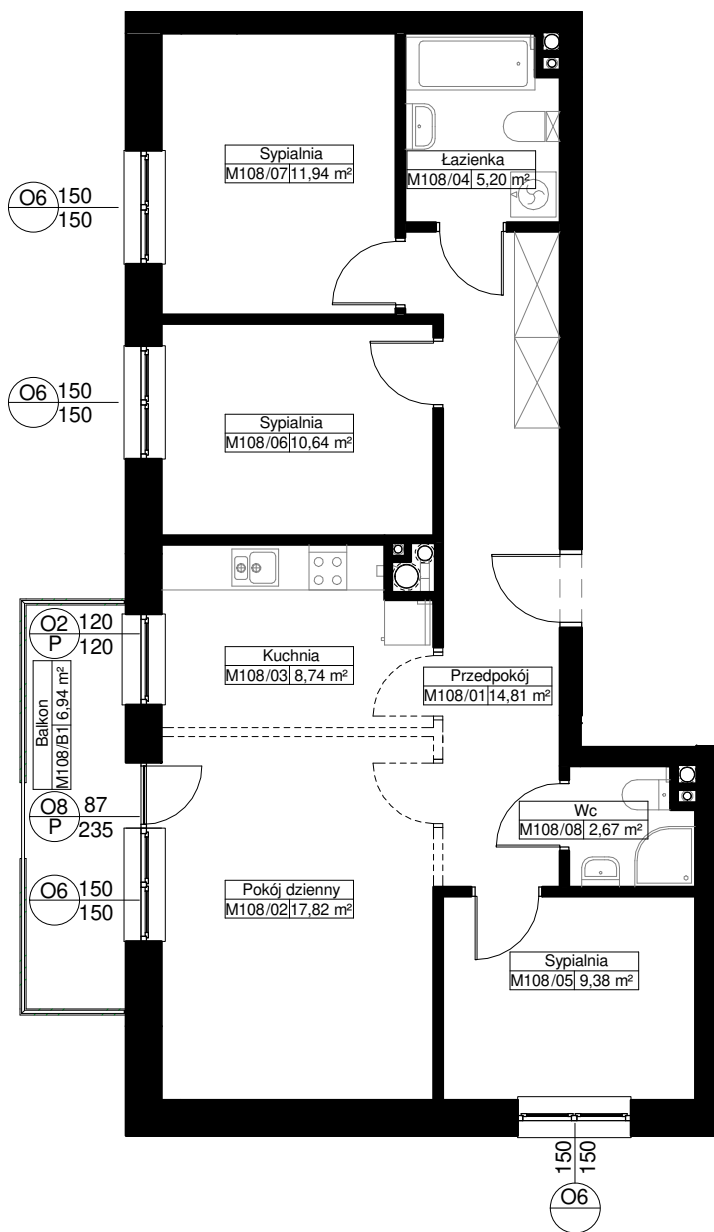 Sypialnia
M108/07 11,94 m²
Łazienka
M108/04 5,20 m²
O6 150
150
Sypialnia
M108/06 10,64 m²
O6 150
150
O2 120
P 120
Kuchnia
M108/03 8,74 m²
Przedpokój
M108/01 14,81 m²
Balkon
M108/B1 6,94 m²
O8 87
P 235
Wc
M108/08 2,67 m²
O6 150
150
Pokój dzienny
M108/02 17,82 m²
Sypialnia
M108/05 9,38 m²
150
150
O6